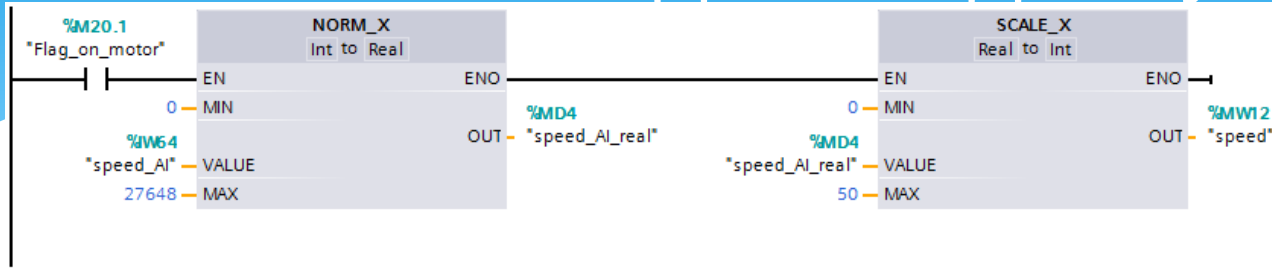 %M20.1
"Flag_on_motor"
NORM_X
Int to Real
EN
ENO
0
MIN
%IW64
"speed_AI"
VALUE
27648
MAX
OUT
%MD4
"speed_AI_real"
SCALE_X
Real to Int
EN
ENO
0
MIN
%MD4
"speed_AI_real"
VALUE
50
MAX
OUT
%MW12
"speed"